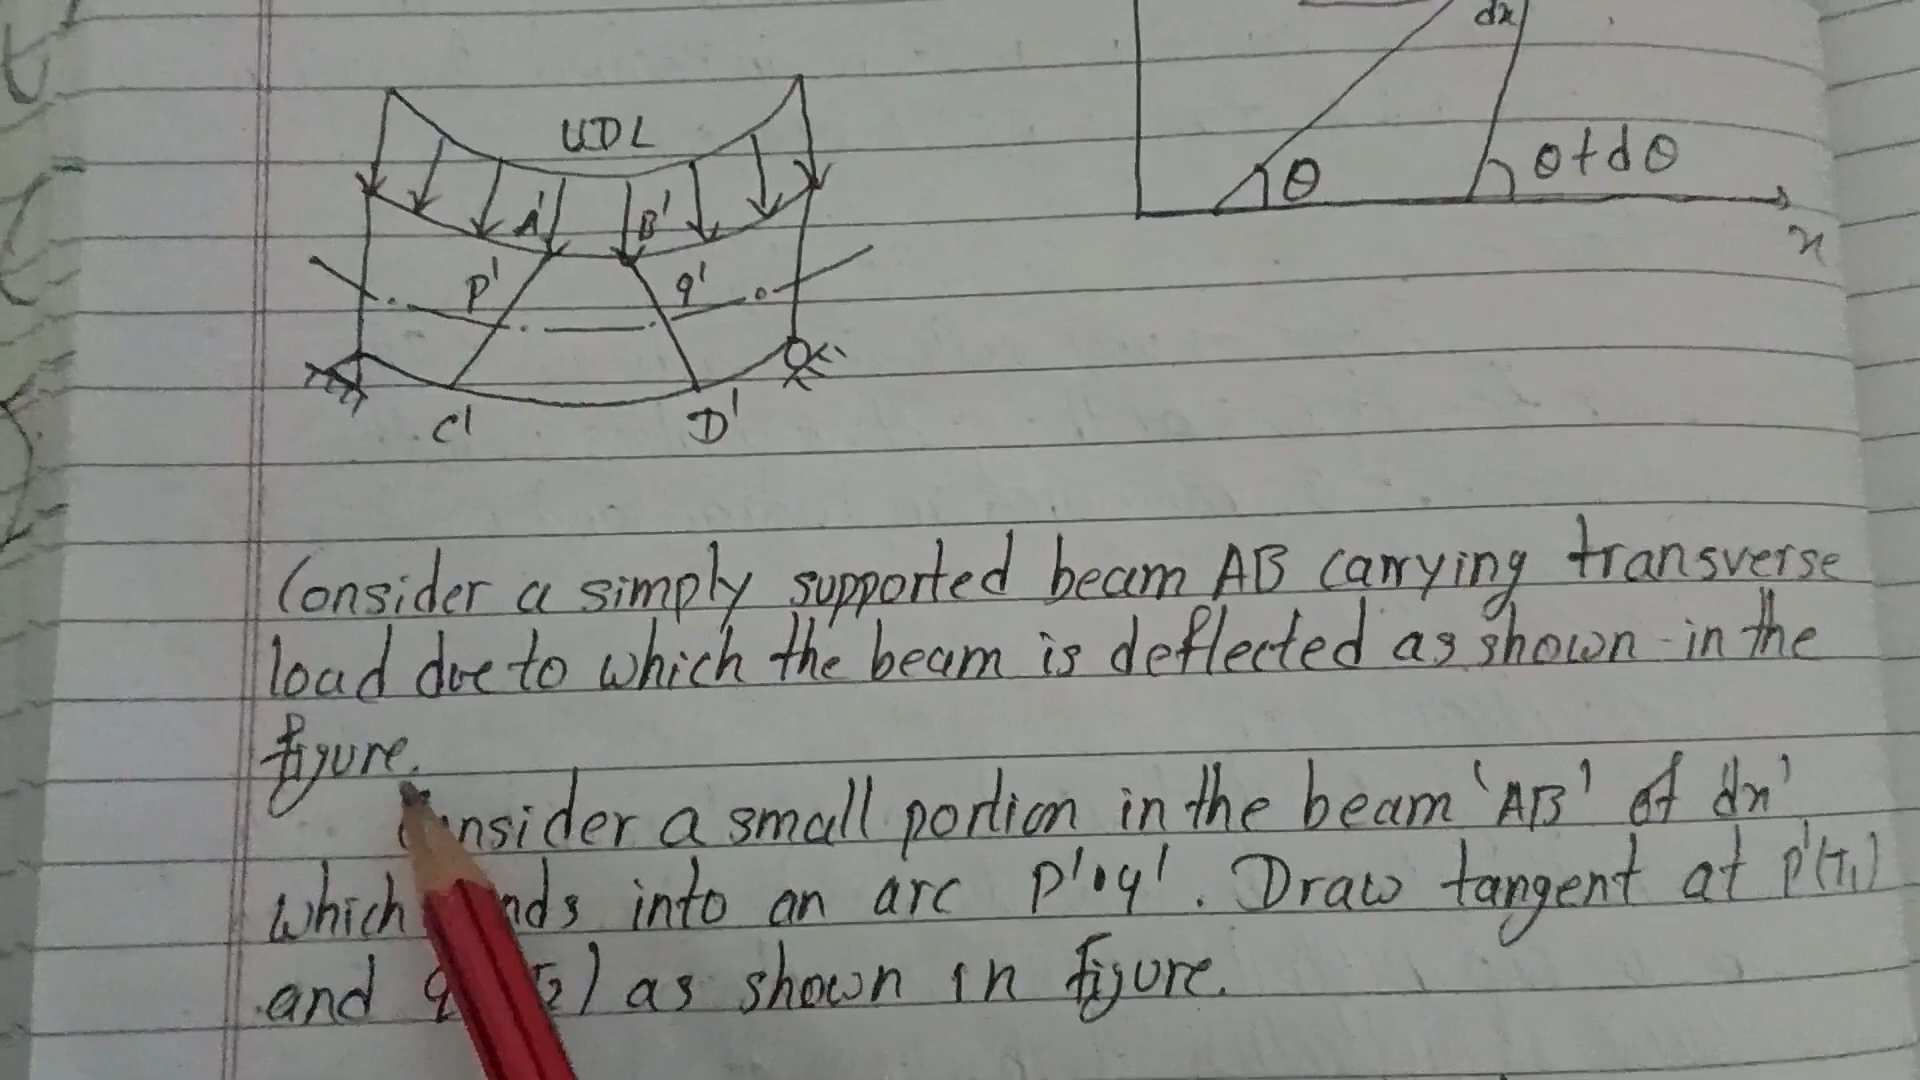 dx
UDL
A' B'
θ θ+dθ
x
p' q'
C' D'
Consider a simply supported beam AB carrying transverse
load due to which the beam is deflected as shown in the
figure.
a small portion in the beam 'AB' of dx'
which into an arc p'.q'. Draw tangent at p'(T1)
and as shown in figure.